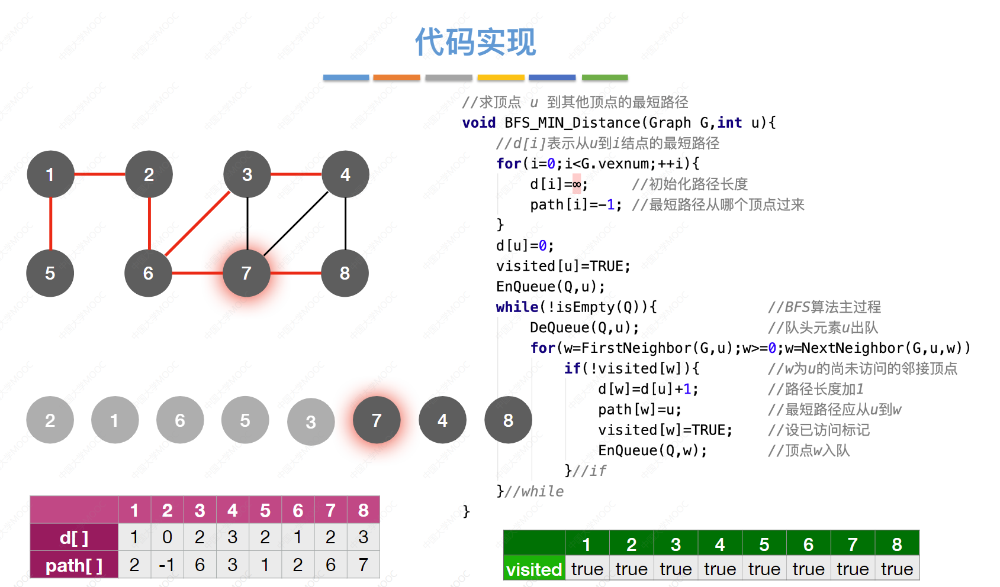 代码实现
//求顶点 u 到其他顶点的最短路径
void BFS_MIN_Distance(Graph G,int u){
//d[i]表示从u到i结点的最短路径
for(i=0;i<G.vexnum;++i){
d[i]=∞; //初始化路径长度
path[i]=-1; //最短路径从哪个顶点过来
}
d[u]=0;
visited[u]=TRUE;
EnQueue(Q,u);
while(!isEmpty(Q)){ //BFS算法主过程
DeQueue(Q,u); //队头元素u出队
for(w=FirstNeighbor(G,u);w>=0;w=NextNeighbor(G,u,w))
if(!visited[w]){ //w为u的尚未访问的邻接顶点
d[w]=d[u]+1; //路径长度加1
path[w]=u; //最短路径应从u到w
visited[w]=TRUE; //设已访问标记
EnQueue(Q,w); //顶点w入队
}//if
}//while
}
1 2 3 4
5 6 7 8
2 1 6 5 3 7 4 8
1 2 3 4 5 6 7 8
d[ ] 1 0 2 3 2 1 2 3
path[ ] 2 -1 6 3 1 2 6 7
1 2 3 4 5 6 7 8
visited true true true true true true true true
中国大学MOOC